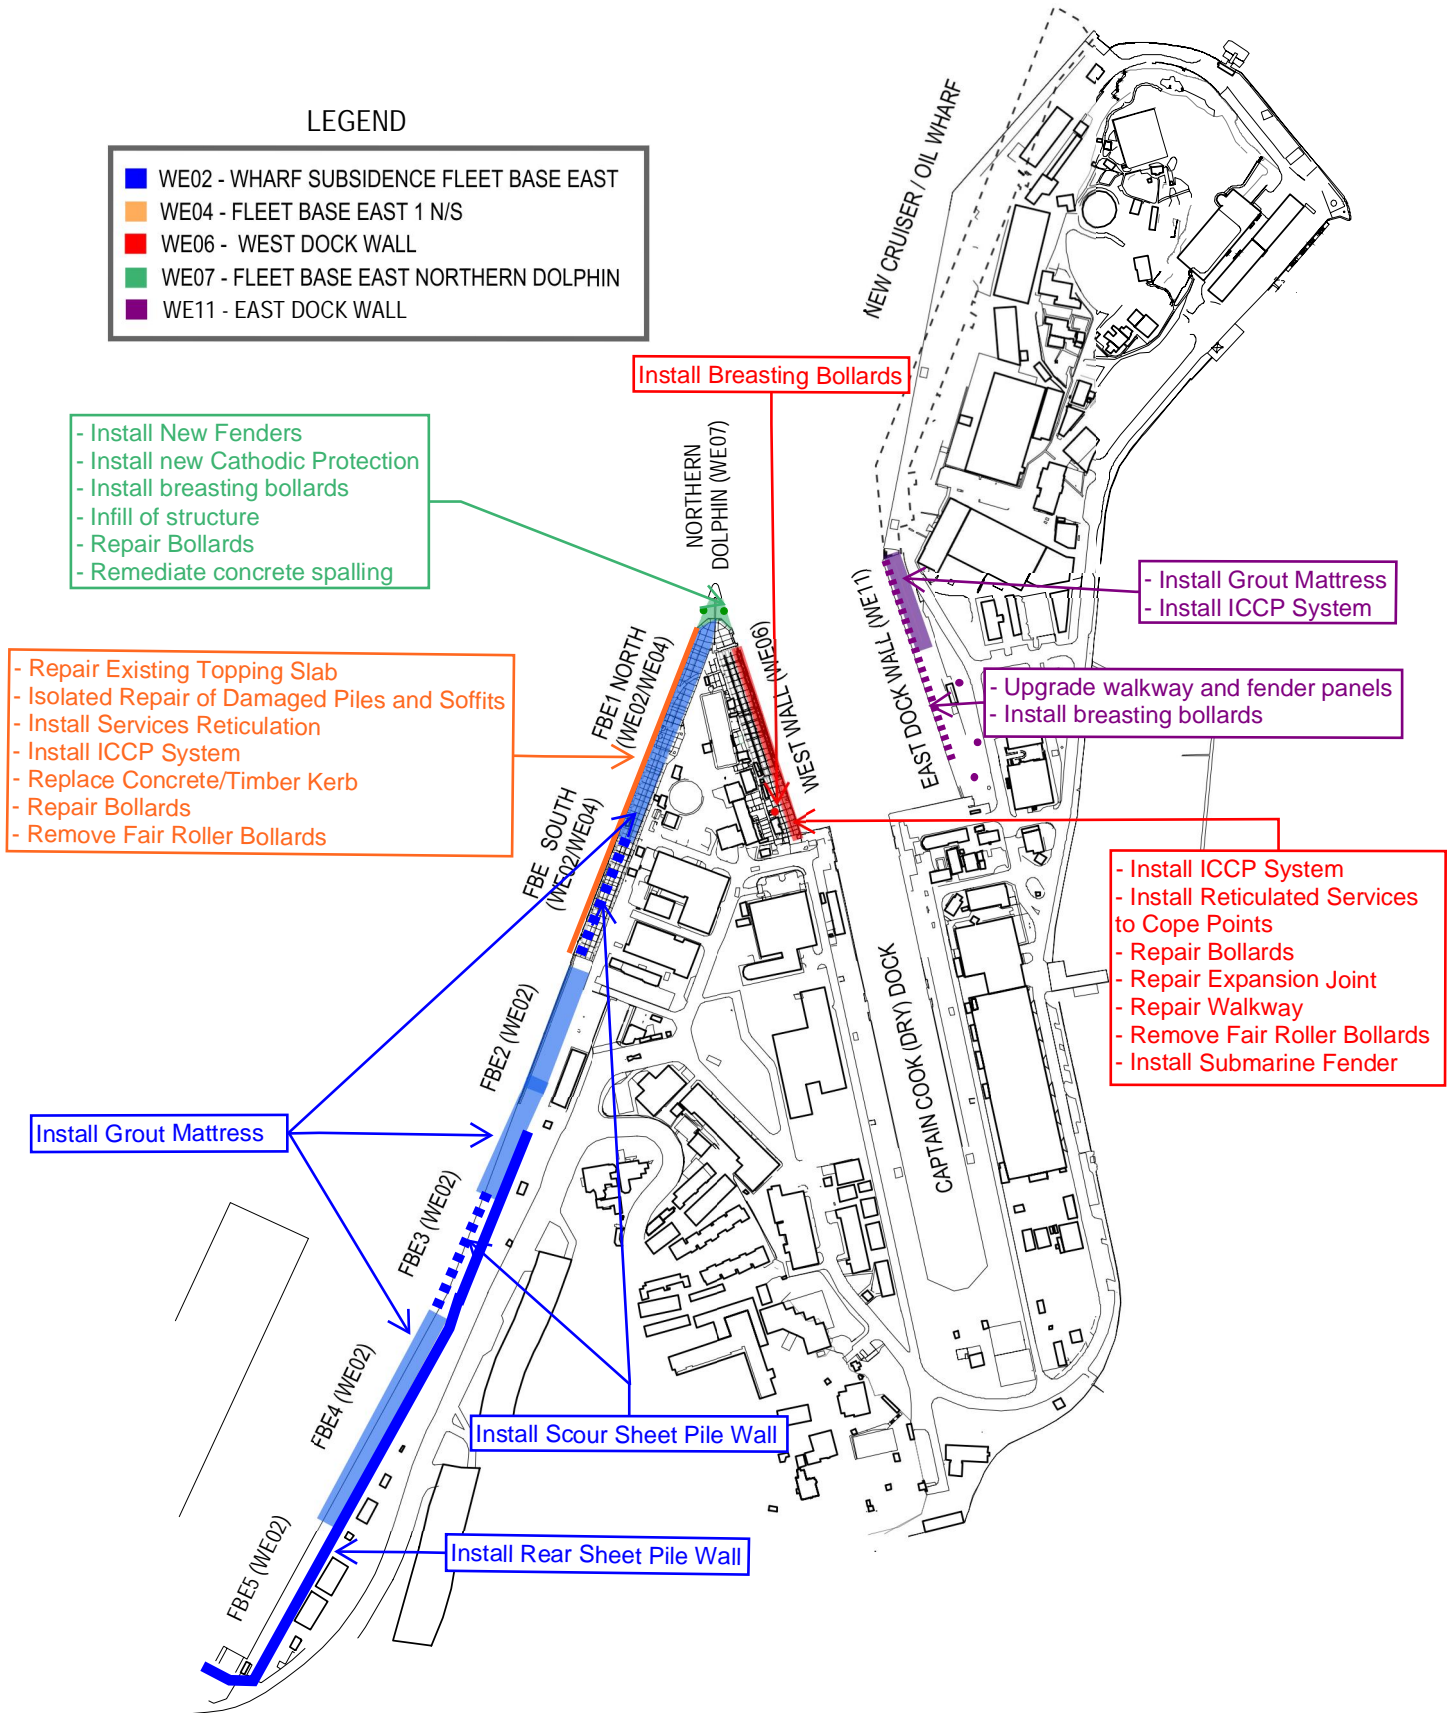 LEGEND
WE02 - WHARF SUBSIDENCE FLEET BASE EAST
WE04 - FLEET BASE EAST 1 N/S
WE06 - WEST DOCK WALL
WE07 - FLEET BASE EAST NORTHERN DOLPHIN
WE11 - EAST DOCK WALL
NEW CRUISER / OIL WHARF
Install Breasting Bollards
- Install New Fenders
- Install new Cathodic Protection
- Install breasting bollards
- Infill of structure
- Repair Bollards
- Remediate concrete spalling
NORTHERN
DOLPHIN (WE07)
- Install Grout Mattress
- Install ICCP System
EAST DOCK WALL (WE11)
- Repair Existing Topping Slab
- Isolated Repair of Damaged Piles and Soffits
- Install Services Reticulation
- Install ICCP System
- Replace Concrete/Timber Kerb
- Repair Bollards
- Remove Fair Roller Bollards
FBE1 NORTH
(WE02/WE04)
WEST WALL (WE06)
- Upgrade walkway and fender panels
- Install breasting bollards
FBE SOUTH
(WE02/WE04)
- Install ICCP System
- Install Reticulated Services
to Cope Points
- Repair Bollards
- Repair Expansion Joint
- Repair Walkway
- Remove Fair Roller Bollards
- Install Submarine Fender
CAPTAIN COOK (DRY) DOCK
FBE2 (WE02)
Install Grout Mattress
FBE3 (WE02)
FBE4 (WE02)
Install Scour Sheet Pile Wall
Install Rear Sheet Pile Wall
FBE5 (WE02)